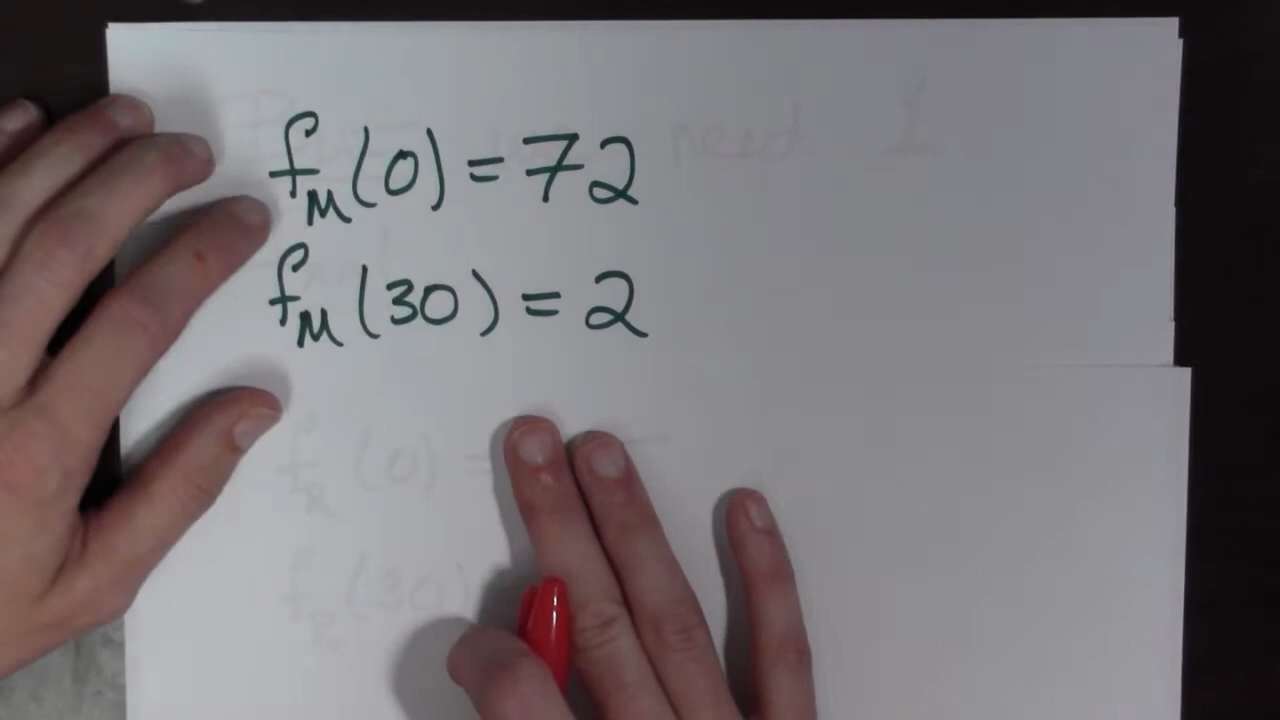 f_M(0) = 72
f_M(30) = 2